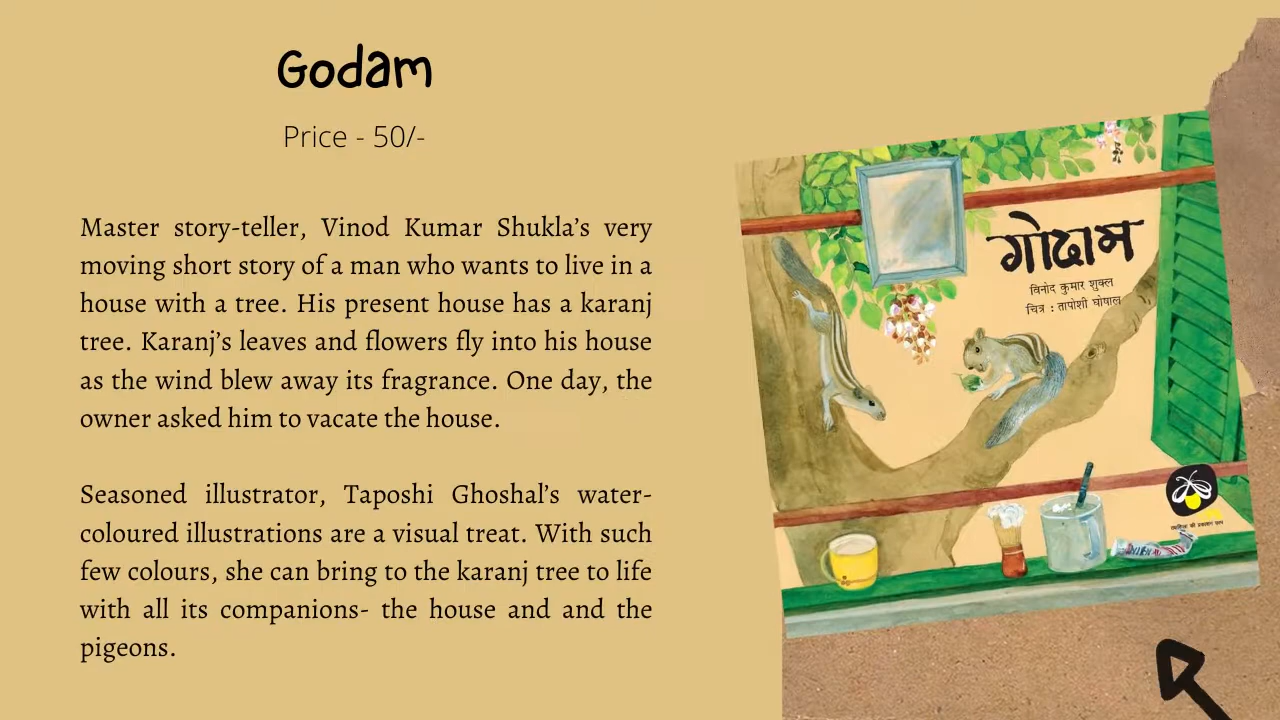 Godam
Price - 50/-
Master story-teller, Vinod Kumar Shukla’s very
moving short story of a man who wants to live in a
house with a tree. His present house has a karanj
tree. Karanj’s leaves and flowers fly into his house
as the wind blew away its fragrance. One day, the
owner asked him to vacate the house.
Seasoned illustrator, Taposhi Ghoshal’s water-
coloured illustrations are a visual treat. With such
few colours, she can bring to the karanj tree to life
with all its companions- the house and and the
pigeons.
गोदाम
विनोद कुमार शुक्ल
चित्र : तापोशी घोषाल